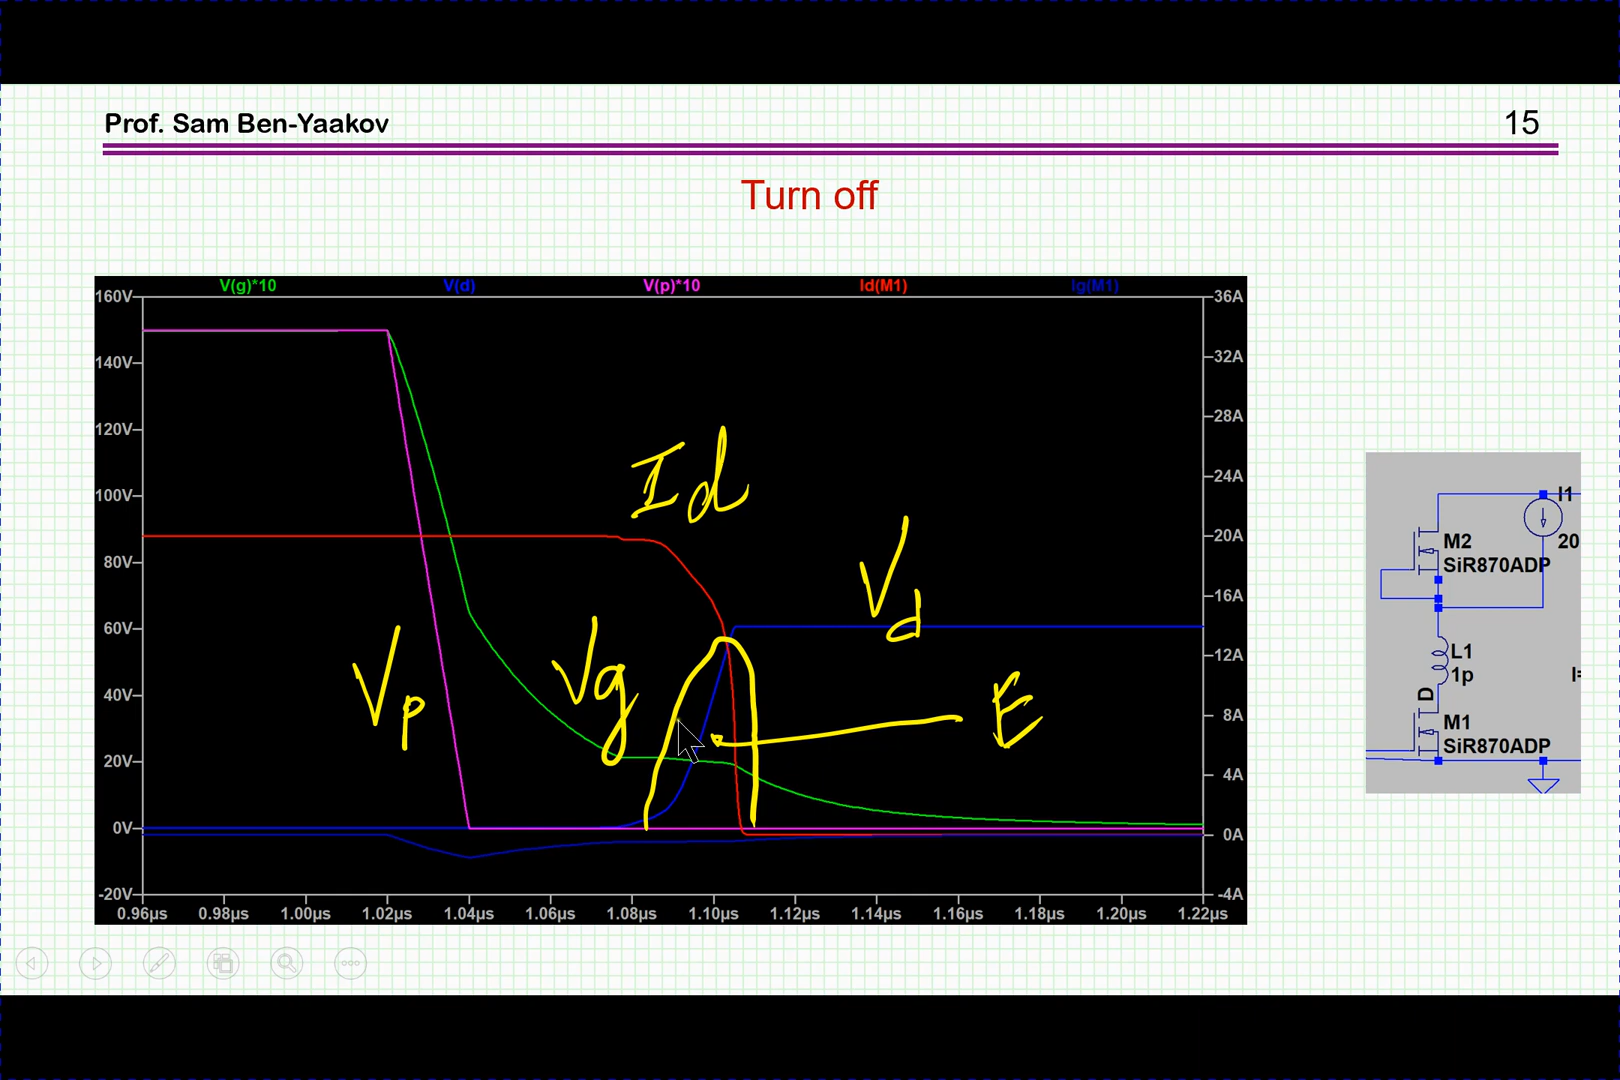 Prof. Sam Ben-Yaakov 15
Turn off
V(g)*10 V(d) V(p)*10 Id(M1) Ig(M1)
160V 36A
140V 32A
120V 28A
100V 24A
80V 20A
60V 16A
40V 12A
20V 8A
0V 4A
-20V 0A
-4A
0.96µs 0.98µs 1.00µs 1.02µs 1.04µs 1.06µs 1.08µs 1.10µs 1.12µs 1.14µs 1.16µs 1.18µs 1.20µs 1.22µs
Id
Vd
Vp
Vg
E
I1
20
M2
SiR870ADP
L1
1p
I=
D
M1
SiR870ADP